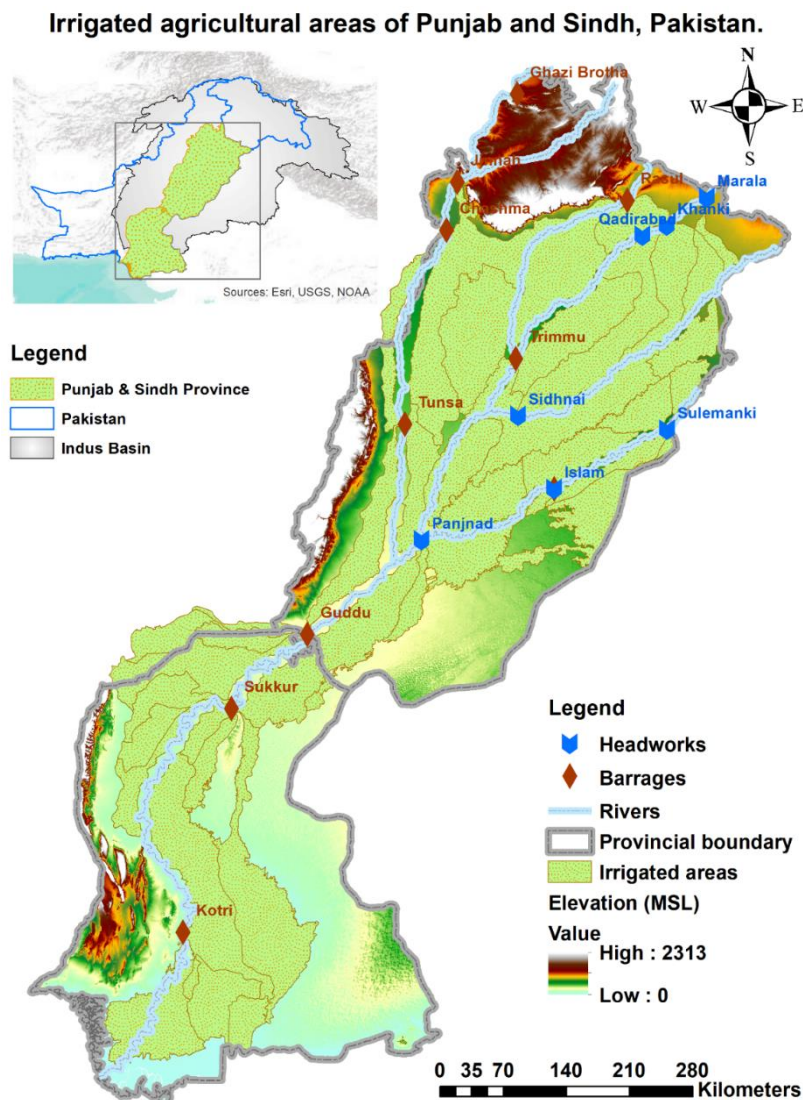 Irrigated agricultural areas of Punjab and Sindh, Pakistan.
Sources: Esri, USGS, NOAA
Legend
Punjab & Sindh Province
Pakistan
Indus Basin
N
W
E
S
Ghazi Brotha
Jinnah
Chashma
Rasul
Marala
Khanki
Qadirabad
Trimmu
Tunsa
Sidhnai
Sulemanki
Islam
Panjnad
Guddu
Sukkur
Kotri
Legend
Headworks
Barrages
Rivers
Provincial boundary
Irrigated areas
Elevation (MSL)
Value
High : 2313
Low : 0
0 35 70 140 210 280
Kilometers